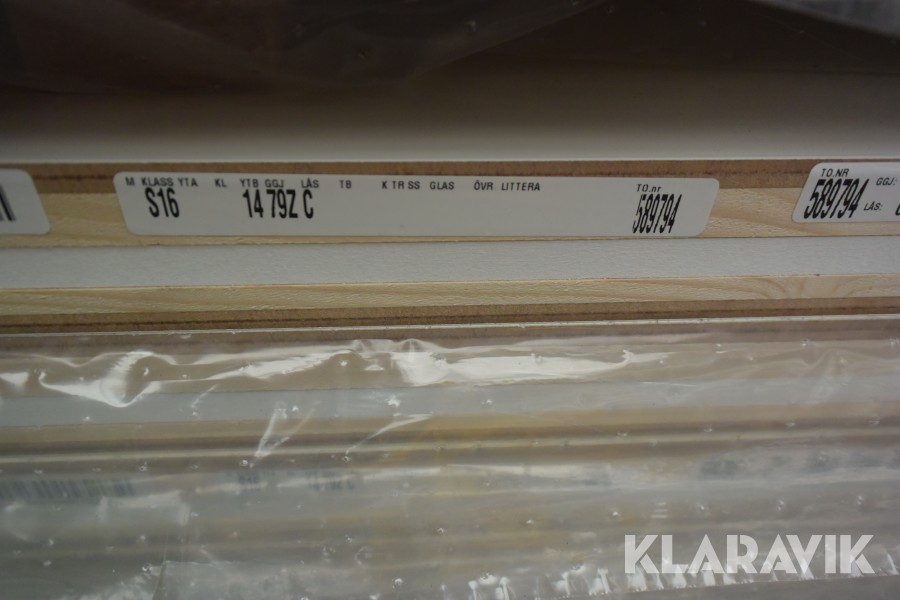 M KLASS YTA KL YTB GGJ LÅS TB K TR SS GLAS ÖVR LITTERA TO.nr
S16 14 79Z C 589794
TO.NR GGJ:
589794 LÅS:
KLARAVIK